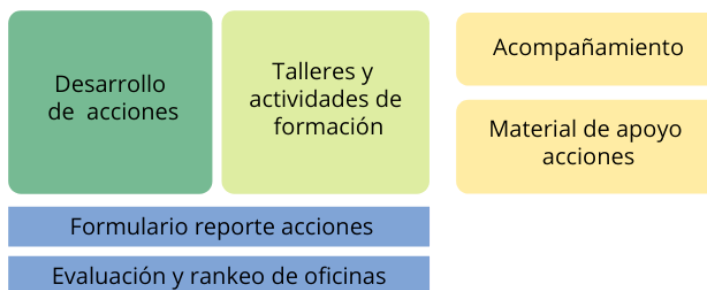 Desarrollo
de acciones
Talleres y
actividades de
formación
Acompañamiento
Material de apoyo
acciones
Formulario reporte acciones
Evaluación y rankeo de oficinas